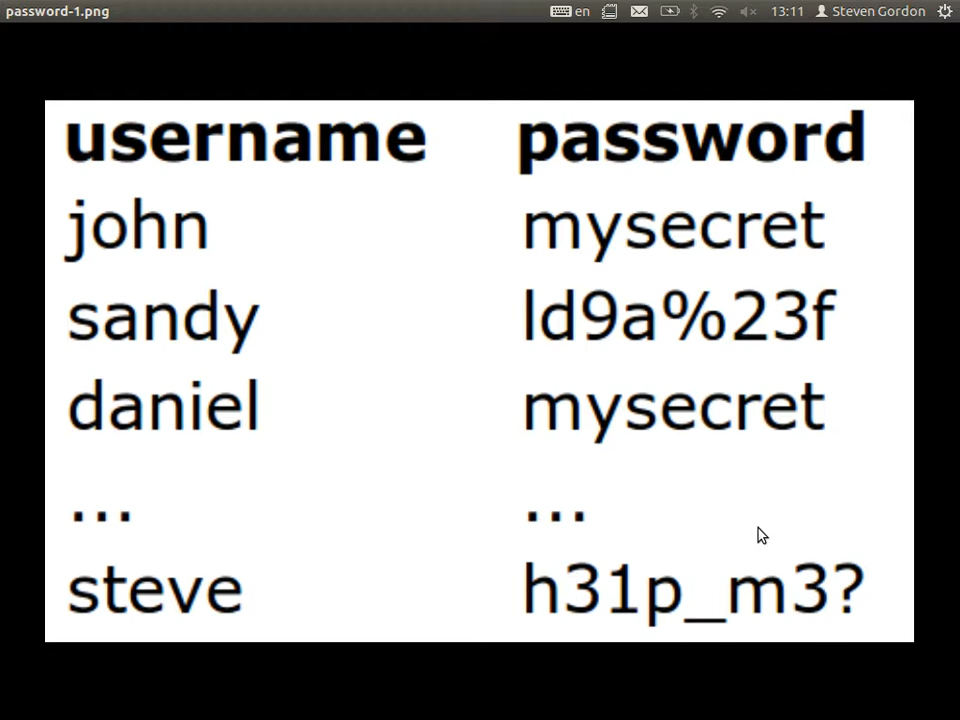 password-1.png en 13:11 Steven Gordon
username password
john mysecret
sandy ld9a%23f
daniel mysecret
... ...
steve h31p_m3?